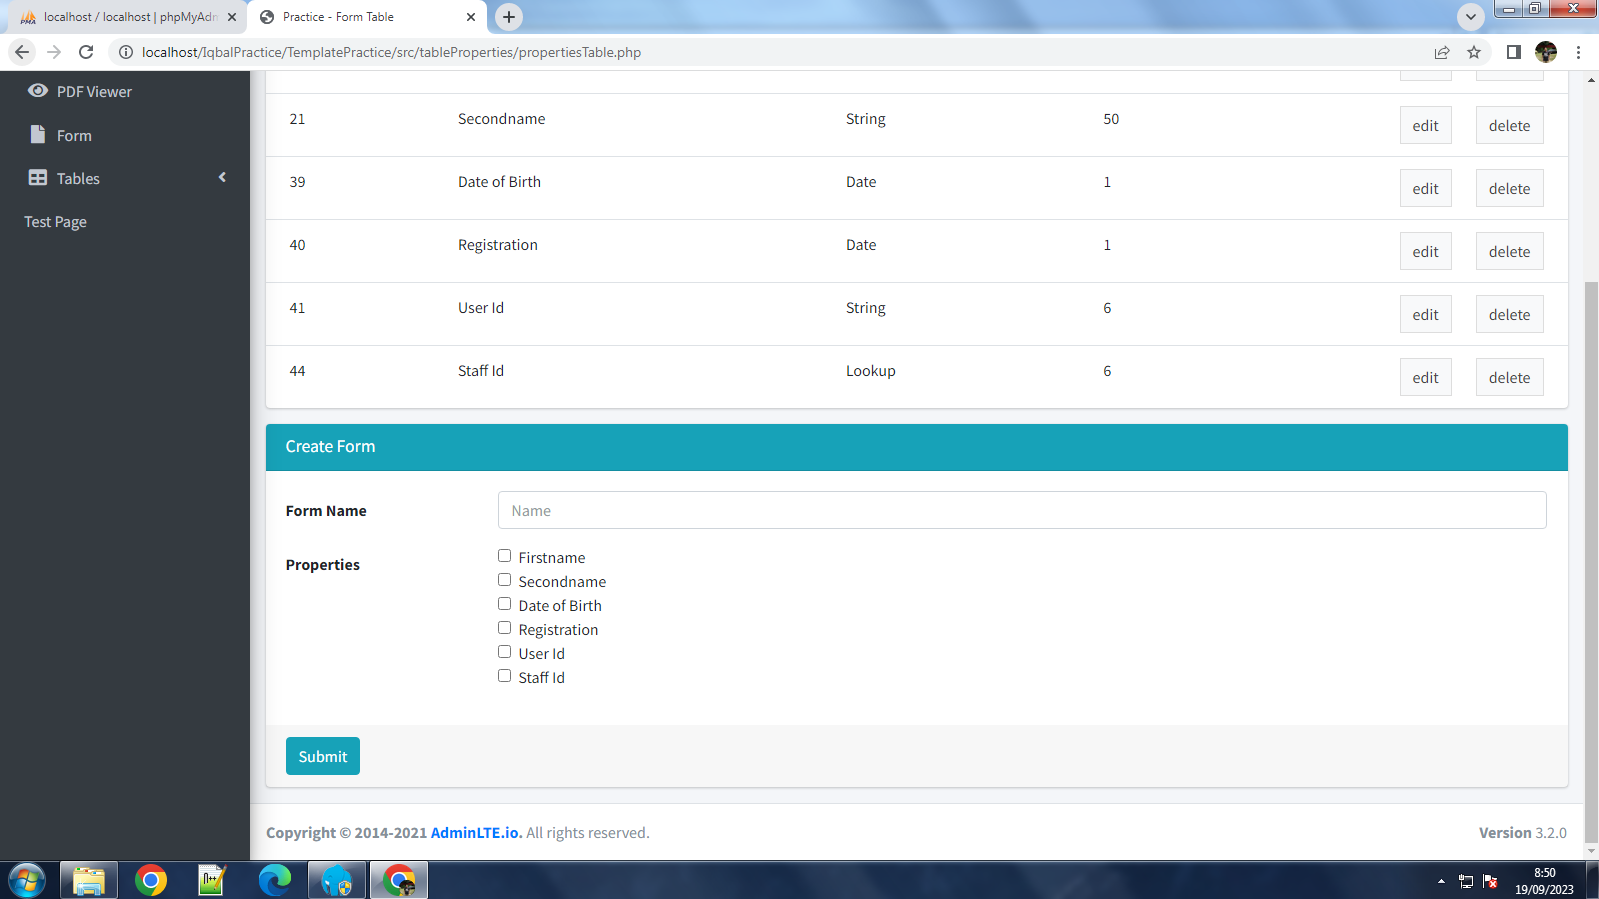 localhost / localhost | phpMyAdm
Practice - Form Table
localhost/IqbalPractice/TemplatePractice/src/tableProperties/propertiesTable.php
PDF Viewer
Form
Tables
Test Page
21 Secondname String 50 edit delete
39 Date of Birth Date 1 edit delete
40 Registration Date 1 edit delete
41 User Id String 6 edit delete
44 Staff Id Lookup 6 edit delete
Create Form
Form Name Name
Properties
Firstname
Secondname
Date of Birth
Registration
User Id
Staff Id
Submit
Copyright © 2014-2021 AdminLTE.io. All rights reserved. Version 3.2.0
8:50
19/09/2023